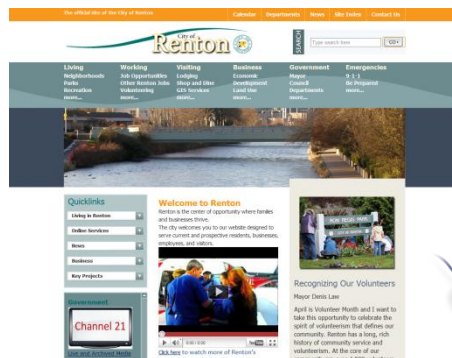 The official site of the City of Renton
Calendar Departments News Site Index Contact Us
City of
Renton
SEARCH
Type search here
GO
Living Working Visiting Business Government Emergencies
Neighborhoods Job Opportunities Lodging Economic Mayor 9-1-1
Parks Other Renton Jobs Shop and Dine Development Council Be Prepared
Recreation Volunteering GIS Services Land Use Departments more...
more... more... more... more... more...
Quicklinks
Living in Renton
Online Services
News
Business
Key Projects
Government
Channel 21
Live and Archived Media
Welcome to Renton
Renton is the center of opportunity where families
and businesses thrive.
The city welcomes you to our website designed to
serve current and prospective residents, businesses,
employees, and visitors.
0:00 / 0:00
YouTube
Click here to watch more of Renton's
Recognizing Our Volunteers
Mayor Denis Law
April is Volunteer Month and I want to
take this opportunity to celebrate the
spirit of volunteerism that defines our
community. Renton has a long, rich
history of community service and
volunteerism. At the core of our